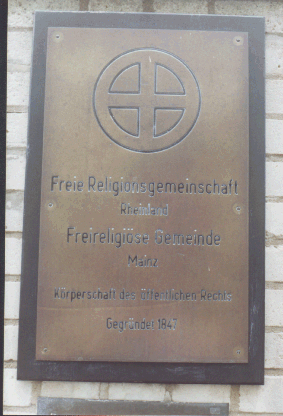 Freie Religionsgemeinschaft
Rheinland
Freireligiöse Gemeinde
Mainz
Körperschaft des öffentlichen Rechts
Gegründet 1847